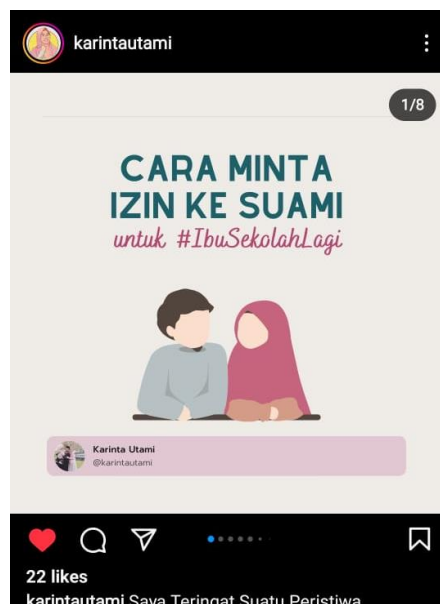 karintautami
1/8
CARA MINTA
IZIN KE SUAMI
untuk #IbuSekolahLagi
Karinta Utami
@karintautami
22 likes
karintautami Saya Teringat Suatu Peristiwa